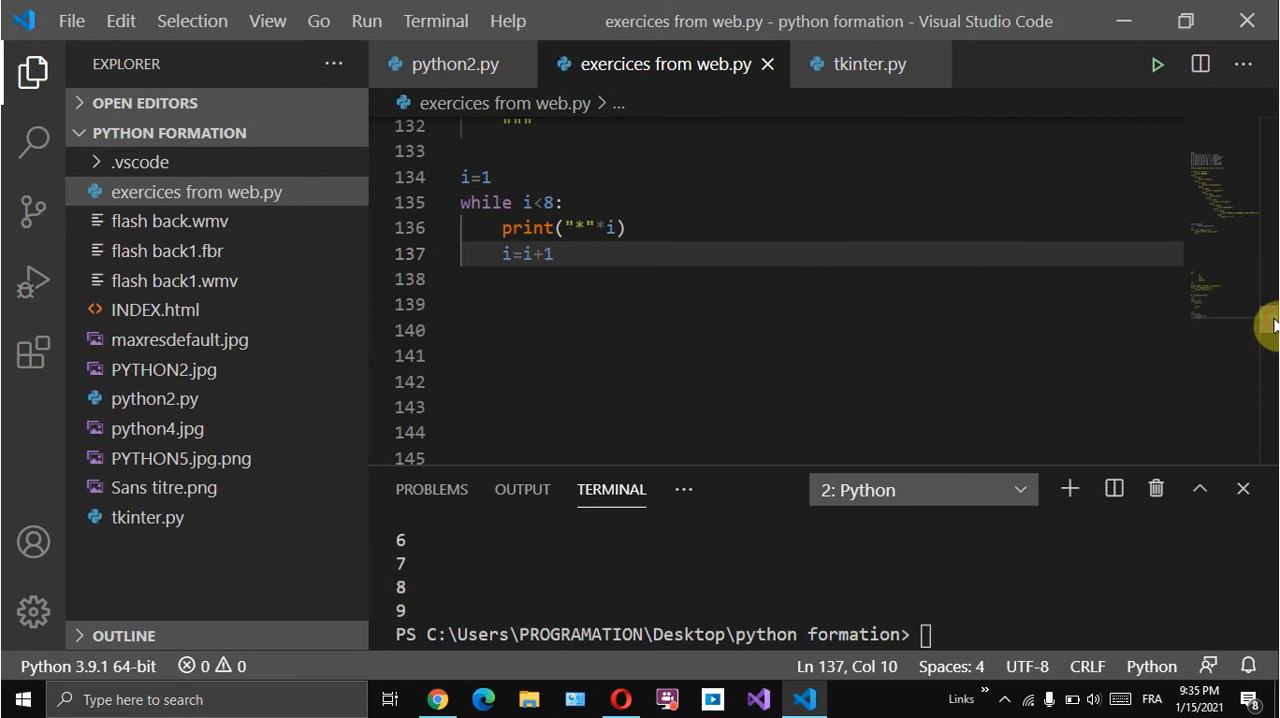 File Edit Selection View Go Run Terminal Help exercices from web.py - python formation - Visual Studio Code
EXPLORER ...
python2.py exercices from web.py tkinter.py ...
OPEN EDITORS
exercices from web.py > ...
PYTHON FORMATION
.vscode
exercices from web.py
flash back.wmv
flash back1.fbr
flash back1.wmv
INDEX.html
maxresdefault.jpg
PYTHON2.jpg
python2.py
python4.jpg
PYTHON5.jpg.png
Sans titre.png
tkinter.py
OUTLINE
132 """
133
134 i=1
135 while i<8:
136 print("*"*i)
137 i=i+1
138
139
140
141
142
143
144
145
PROBLEMS OUTPUT TERMINAL ... 2: Python
6
7
8
9
PS C:\Users\PROGRAMATION\Desktop\python formation>
Python 3.9.1 64-bit 0 0 Ln 137, Col 10 Spaces: 4 UTF-8 CRLF Python
Type here to search Links » FRA 9:35 PM
1/15/2021 8